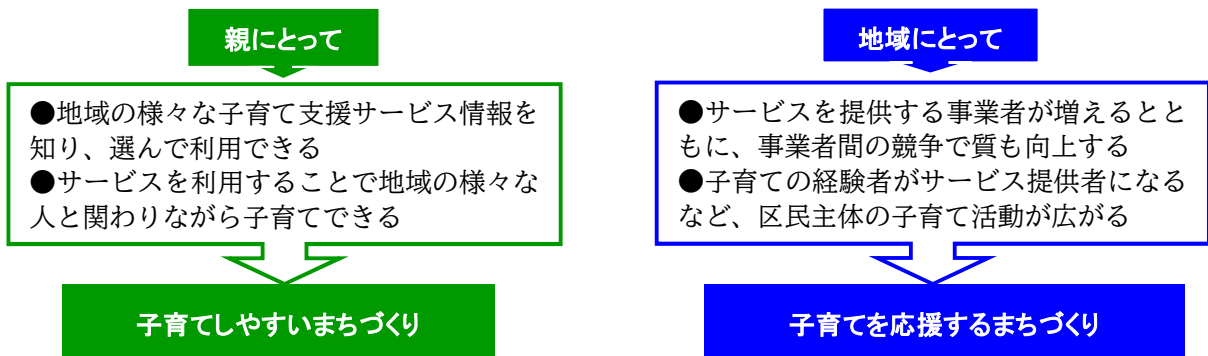 親にとって
●地域の様々な子育て支援サービス情報を
知り、選んで利用できる
●サービスを利用することで地域の様々な
人と関わりながら子育てできる
子育てしやすいまちづくり
地域にとって
●サービスを提供する事業者が増えるとと
もに、事業者間の競争で質も向上する
●子育ての経験者がサービス提供者になる
など、区民主体の子育て活動が広がる
子育てを応援するまちづくり